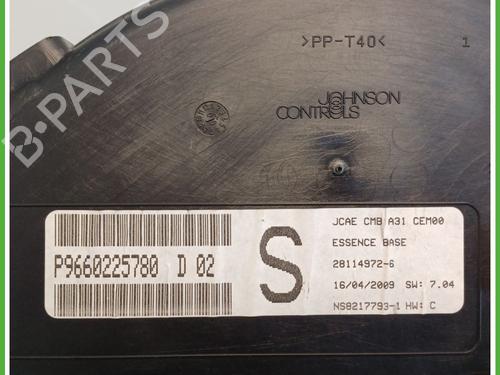 >PP-T40<
1
JOHNSON
CONTROLS
B-PARTS
JCAE CMB A31 CEM00
ESSENCE BASE
P9660225780 D 02
S
28114972-6
16/04/2009 SW: 7.04
NS8217793-1 HW: C